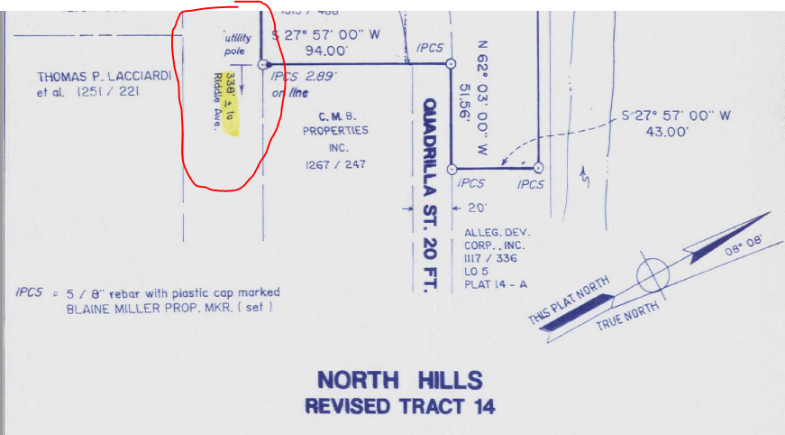 utility
pole
S 27° 57' 00" W
94.00'
IPCS
IPCS 2.89'
on line
338' ± to
Riddle Ave.
THOMAS P. LACCIARDI
et al. 1251 / 221
C. M. B.
PROPERTIES
INC.
1267 / 247
QUADRILLA ST. 20 FT.
N 62° 03' 00" W
51.56'
S 27° 57' 00" W
43.00'
IPCS
IPCS
20'
ALLEG. DEV.
CORP., INC.
1117 / 336
LO 5
PLAT 14 - A
THIS PLAT NORTH
TRUE NORTH
08° 08'
IPCS = 5 / 8" rebar with plastic cap marked
BLAINE MILLER PROP. MKR. ( set )
NORTH HILLS
REVISED TRACT 14